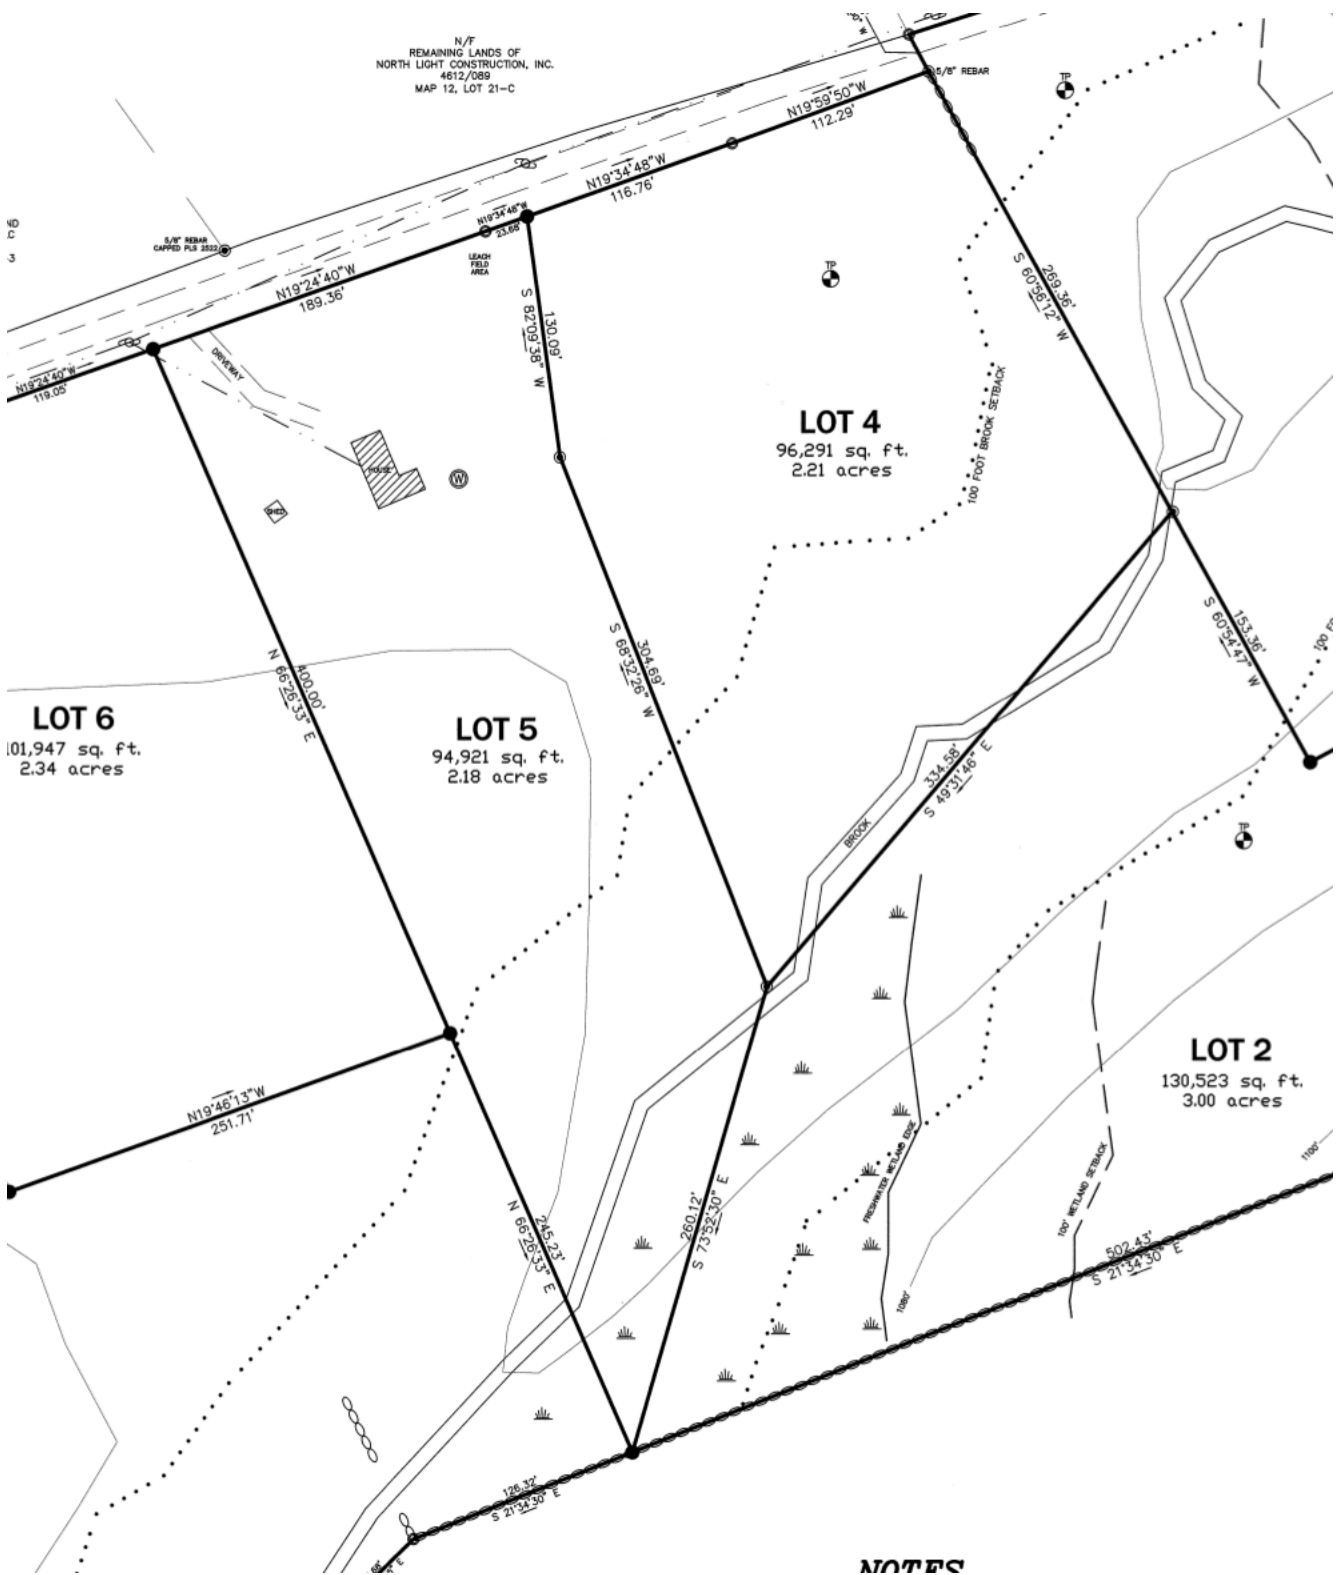 N/F
REMAINING LANDS OF
NORTH LIGHT CONSTRUCTION, INC.
4612/089
MAP 12, LOT 21-C
5/8" REBAR
TP
N19°59'50"W
112.29'
N19°34'48"W
116.76'
N19°34'48"W
23.68'
5/8" REBAR
CAPPED PLS 2522
LEACH
FIELD
AREA
N19°24'40"W
189.36'
N19°24'40"W
119.05'
DRIVEWAY
HOUSE
W
SHED
TP
130.09'
S 82°09'38" W
269.36'
S 60°56'12" W
100 FOOT BROOK SETBACK
LOT 4
96,291 sq. ft.
2.21 acres
304.69'
S 68°32'26" W
153.36'
S 60°54'47" W
400.00'
N 66°26'33" E
LOT 6
101,947 sq. ft.
2.34 acres
LOT 5
94,921 sq. ft.
2.18 acres
334.58'
S 49°31'46" E
BROOK
TP
LOT 2
130,523 sq. ft.
3.00 acres
N19°46'13"W
251.71'
FRESHWATER WETLAND EDGE
100' WETLAND SETBACK
1100'
1080'
260.12'
S 73°52'30" E
245.23'
N 66°26'33" E
502.43'
S 21°34'30" E
126.32'
S 21°34'30" E
NOTES